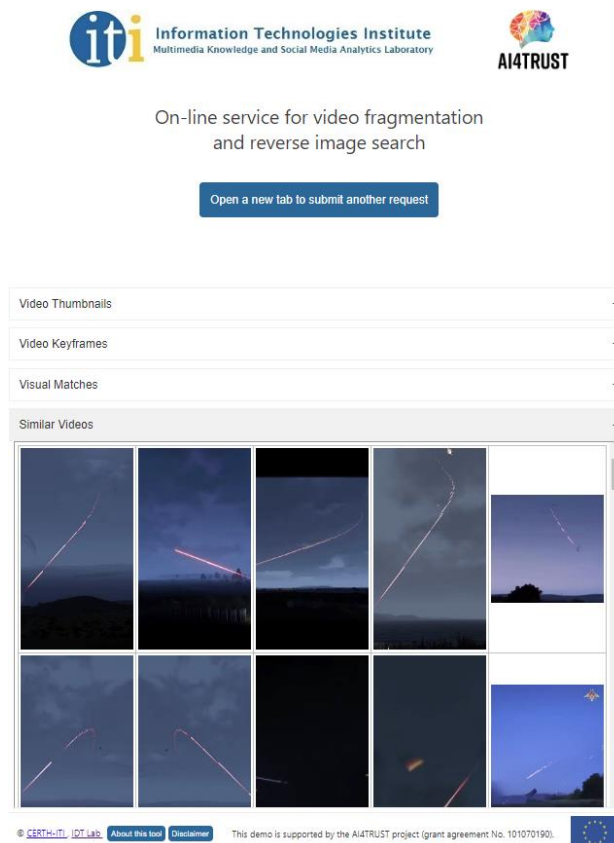 iti
Information Technologies Institute
Multimedia Knowledge and Social Media Analytics Laboratory
AI4TRUST
On-line service for video fragmentation
and reverse image search
Open a new tab to submit another request
Video Thumbnails
Video Keyframes
Visual Matches
Similar Videos
© CERTH-ITI, IDT Lab About this tool Disclaimer This demo is supported by the AI4TRUST project (grant agreement No. 101070190).